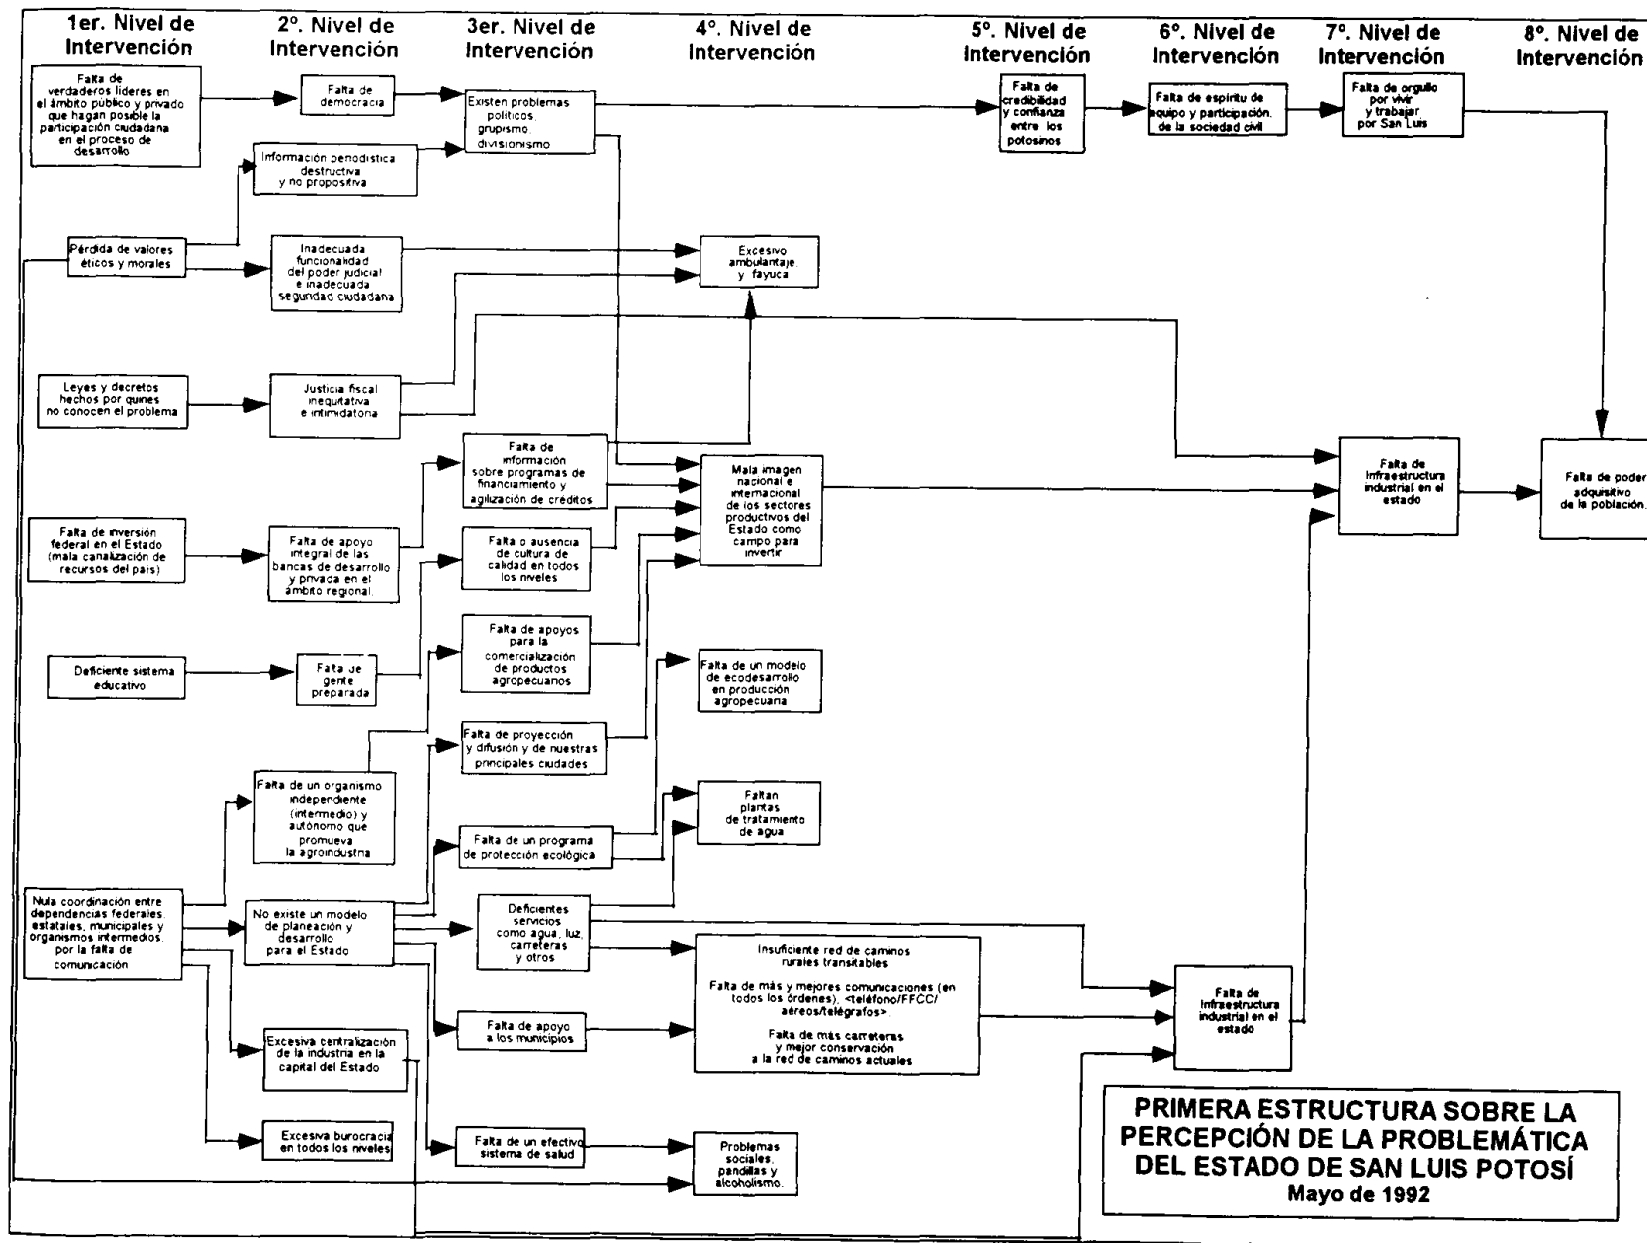 1er. Nivel de
Intervención
2º. Nivel de
Intervención
3er. Nivel de
Intervención
4º. Nivel de
Intervención
5º. Nivel de
Intervención
6º. Nivel de
Intervención
7º. Nivel de
Intervención
8º. Nivel de
Intervención
Falta de
verdaderos líderes en
el ámbito público y privado
que hagan posible la
participación ciudadana
en el proceso de
desarrollo
Falta de
democracia
Existen problemas
políticos,
grupismo,
divisionismo
Falta de
credibilidad
y confianza
entre los
potosinos
Falta de espíritu de
equipo y participación.
de la sociedad civil
Falta de orgullo
por vivir
y trabajar
por San Luis
Información periodística
destructiva
y no propositiva
Pérdida de valores
éticos y morales
Inadecuada
funcionalidad
del poder judicial
e inadecuada
seguridad ciudadana
Excesivo
ambulantaje,
y fayuca
Leyes y decretos
hechos por quines
no conocen el problema
Justicia fiscal
inequitativa
e intimidatoria
Falta de
información
sobre programas de
financiamiento y
agilización de créditos
Mala imagen
nacional e
internacional
de los sectores
productivos del
Estado como
campo para
invertir
Falta de
Infraestructura
industrial en el
estado
Falta de poder
adquisitivo
de la población.
Falta de inversión
federal en el Estado
(mala canalización de
recursos del país)
Falta de apoyo
integral de las
bancas de desarrollo
y privada en el
ámbito regional.
Falta o ausencia
de cultura de
calidad en todos
los niveles
Falta de apoyos
para la
comercialización
de productos
agropecuarios
Deficiente sistema
educativo
Falta de
gente
preparada
Falta de un modelo
de ecodesarrollo
en producción
agropecuaria
Falta de proyección
y difusión y de nuestras
principales ciudades
Falta de un organismo
independiente
(intermedio) y
autónomo que
promueva
la agroindustria
Faltan
plantas
de tratamiento
de agua
Falta de un programa
de protección ecológica
Nula coordinación entre
dependencias federales,
estatales, municipales y
organismos intermedios,
por la falta de
comunicación
No existe un modelo
de planeación y
desarrollo
para el Estado
Deficientes
servicios
como agua, luz,
carreteras
y otros
Insuficiente red de caminos
rurales transitables
Falta de más y mejores comunicaciones (en
todos los órdenes), <teléfono/FFCC/
aéreos/telégrafos>.
Falta de más carreteras
y mejor conservación
a la red de caminos actuales
Falta de
Infraestructura
industrial en el
estado
Falta de apoyo
a los municipios
Excesiva centralización
de la industria en la
capital del Estado
Excesiva burocracia
en todos los niveles
Falta de un efectivo
sistema de salud
Problemas
sociales,
pandillas y
alcoholismo.
PRIMERA ESTRUCTURA SOBRE LA
PERCEPCIÓN DE LA PROBLEMÁTICA
DEL ESTADO DE SAN LUIS POTOSÍ
Mayo de 1992